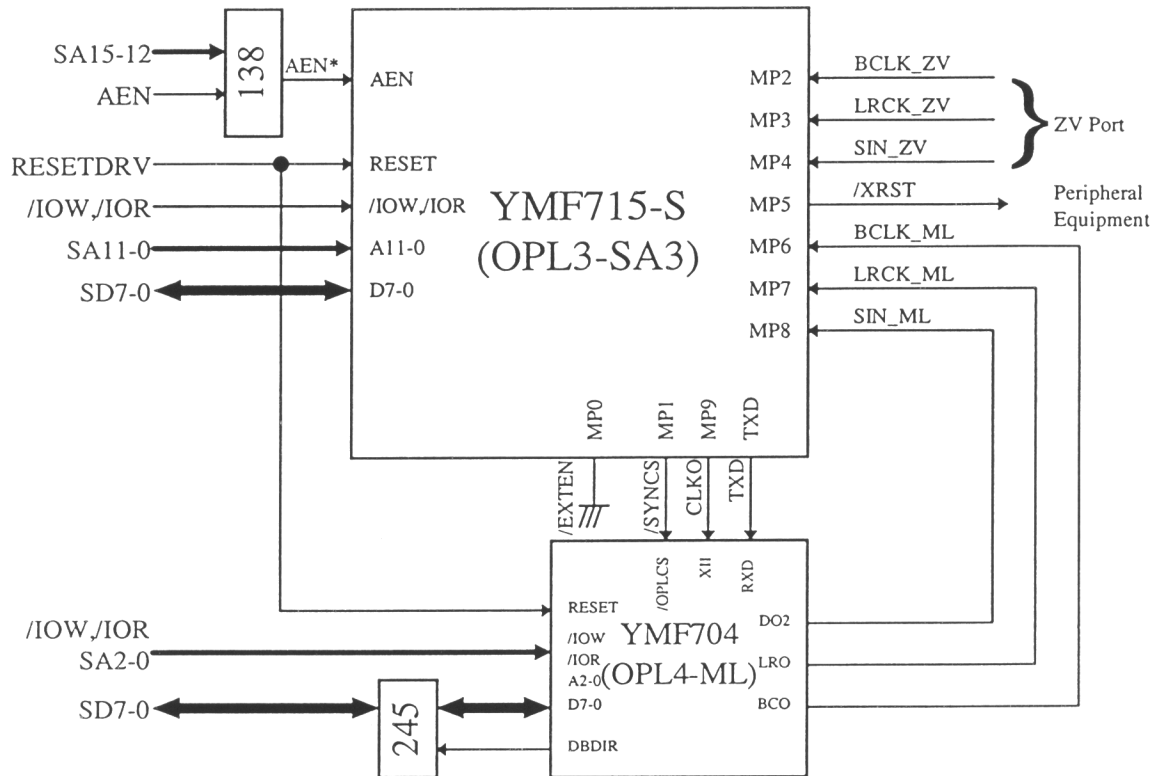 SA15-12
AEN
138
AEN*
AEN
RESETDRV
RESET
/IOW,/IOR
/IOW,/IOR
SA11-0
A11-0
SD7-0
D7-0
YMF715-S
(OPL3-SA3)
MP2
BCLK_ZV
MP3
LRCK_ZV
MP4
SIN_ZV
ZV Port
MP5
/XRST
Peripheral
Equipment
MP6
BCLK_ML
MP7
LRCK_ML
MP8
SIN_ML
MP0
MP1
MP9
TXD
/EXTEN
/SYNCS
CLKO
TXD
/OPLCS
XII
RXD
RESET
/IOW
/IOR
A2-0
D7-0
DBDIR
YMF704
(OPL4-ML)
DO2
LRO
BCO
/IOW,/IOR
SA2-0
SD7-0
245